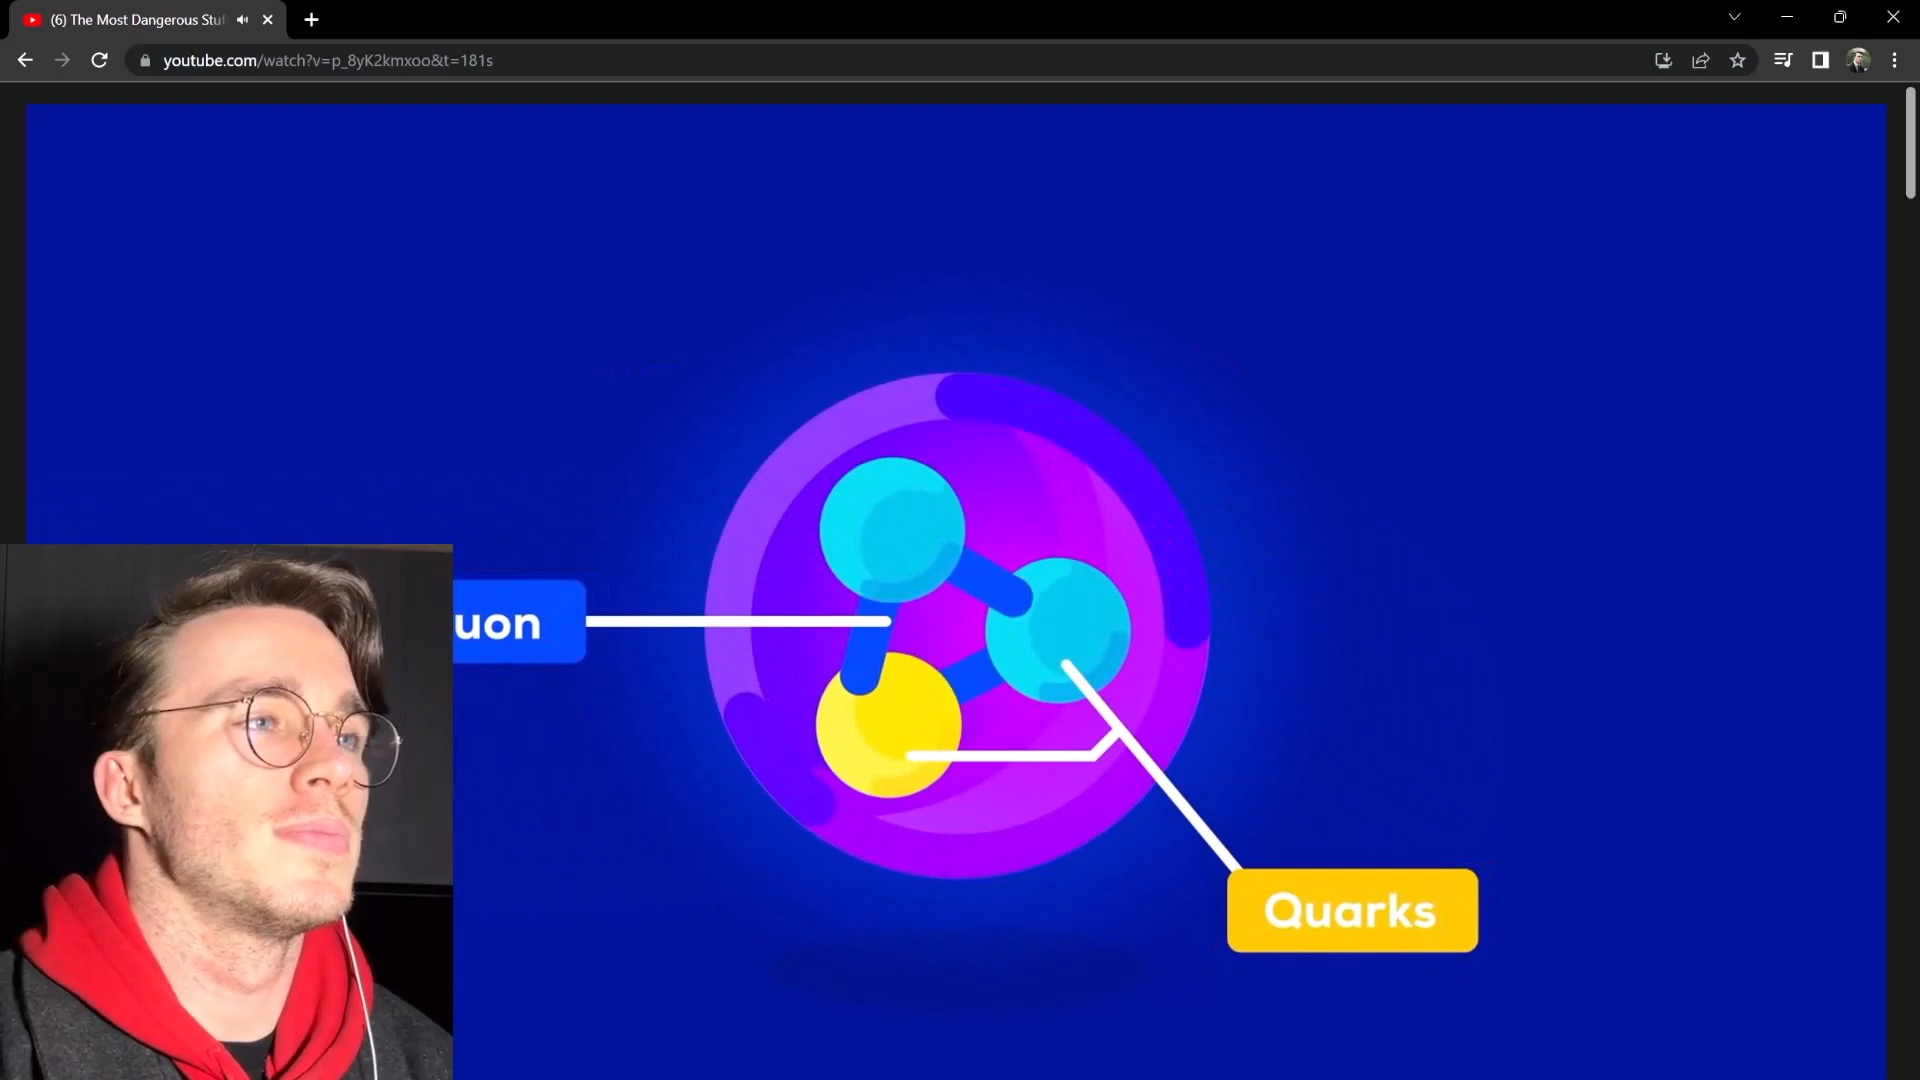 (6) The Most Dangerous Stu
youtube.com/watch?v=p_8yK2kmxoo&t=181s
uon
Quarks